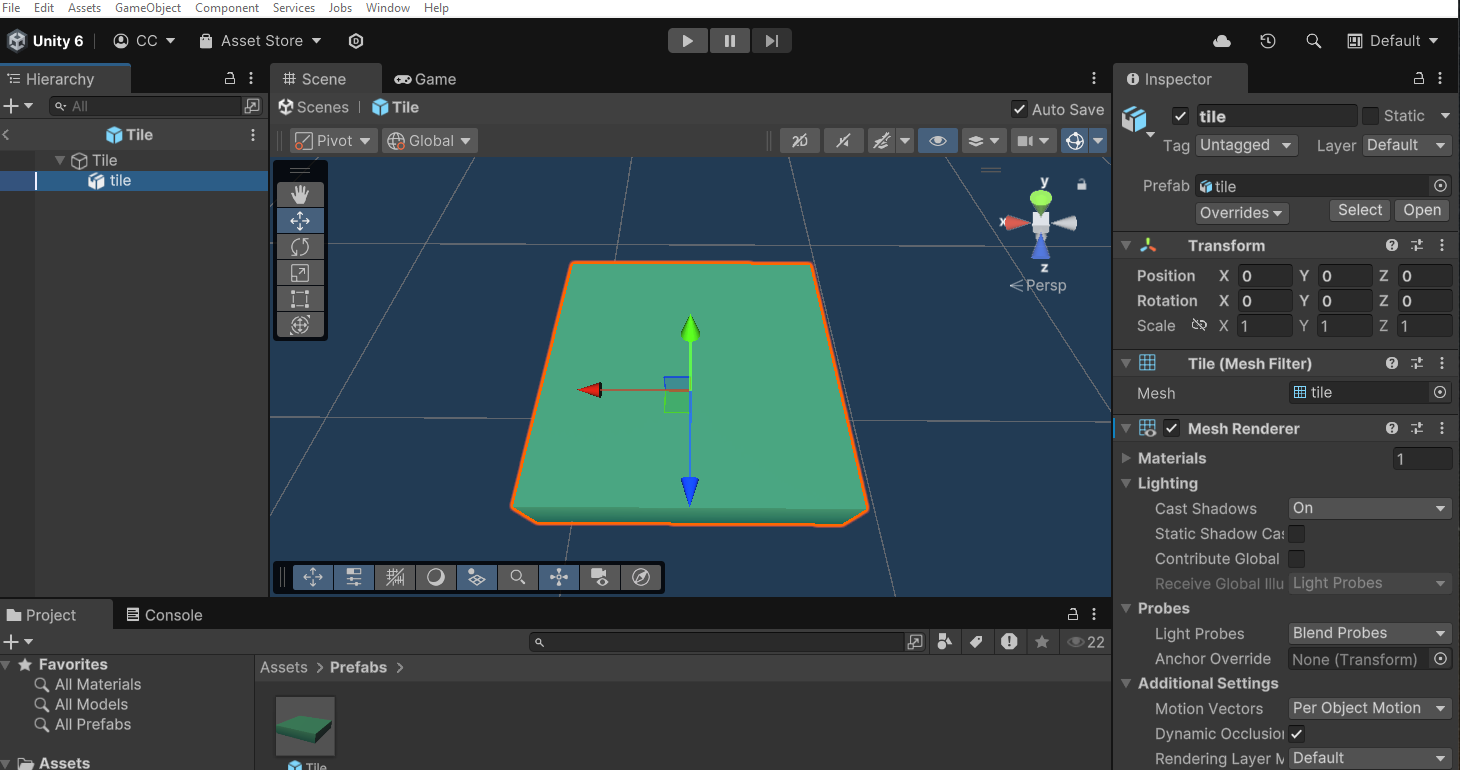 File Edit Assets GameObject Component Services Jobs Window Help
Unity 6 CC Asset Store Default
Hierarchy
All
Tile
Tile
tile
Scene Game
Scenes Tile Auto Save
Pivot Global 2D
y
x
z
Persp
Inspector
tile Static
Tag Untagged Layer Default
Prefab tile
Overrides Select Open
Transform
Position X 0 Y 0 Z 0
Rotation X 0 Y 0 Z 0
Scale X 1 Y 1 Z 1
Tile (Mesh Filter)
Mesh tile
Mesh Renderer
Materials 1
Lighting
Cast Shadows On
Static Shadow Cas
Contribute Global
Receive Global Illu Light Probes
Probes
Light Probes Blend Probes
Anchor Override None (Transform)
Additional Settings
Motion Vectors Per Object Motion
Dynamic Occlusion
Rendering Layer M Default
Project Console
22
Favorites
All Materials
All Models
All Prefabs
Assets
Assets > Prefabs >
Tile